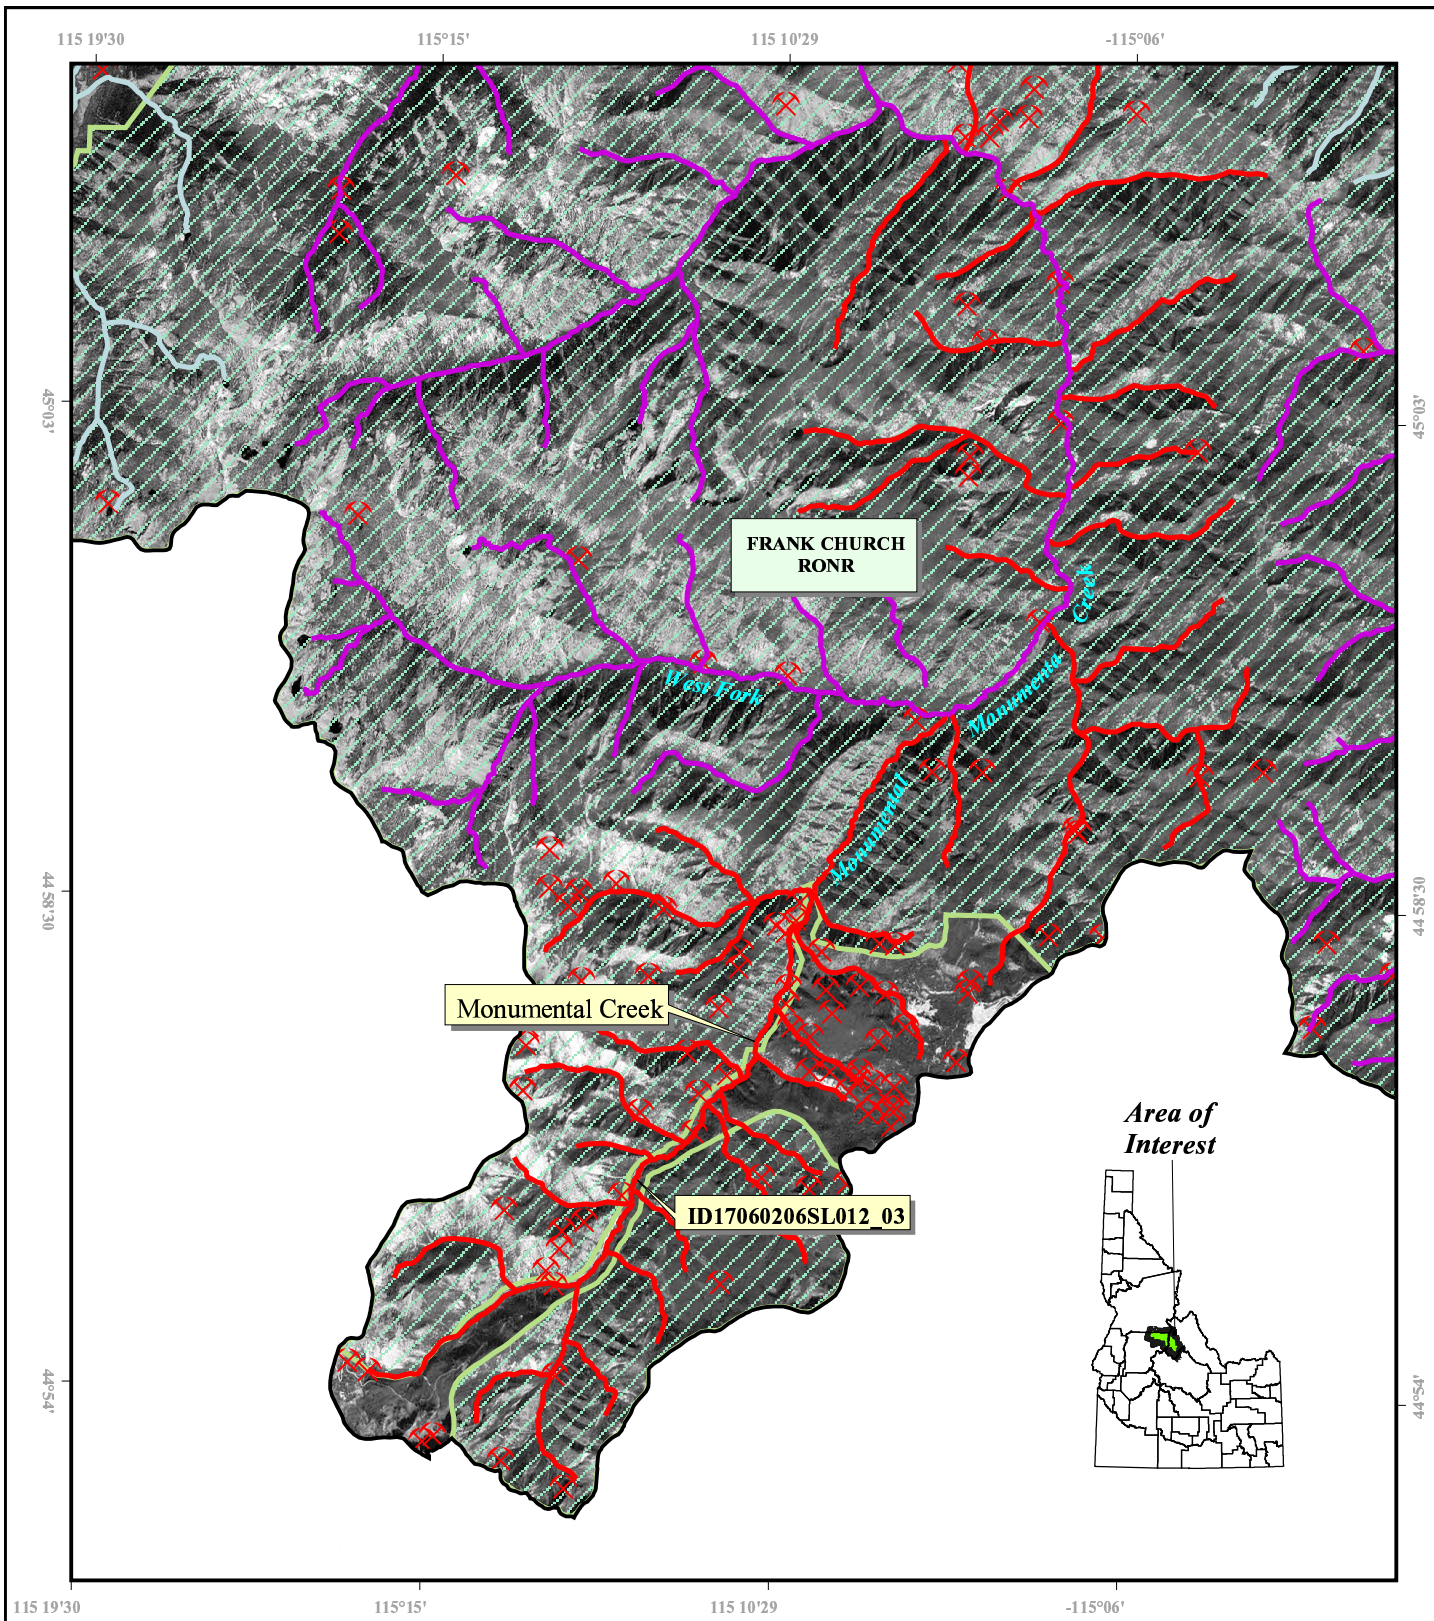 115 19'30
115°15'
115 10'29
-115°06'
45°03'
45°03'
FRANK CHURCH
RONR
Creek
Monumenta
West Fork
Monumental
44 58'30
44 58'30
Monumental Creek
Area of
Interest
ID17060206SL012_03
44°54'
44°54'
115 19'30
115°15'
115 10'29
-115°06'